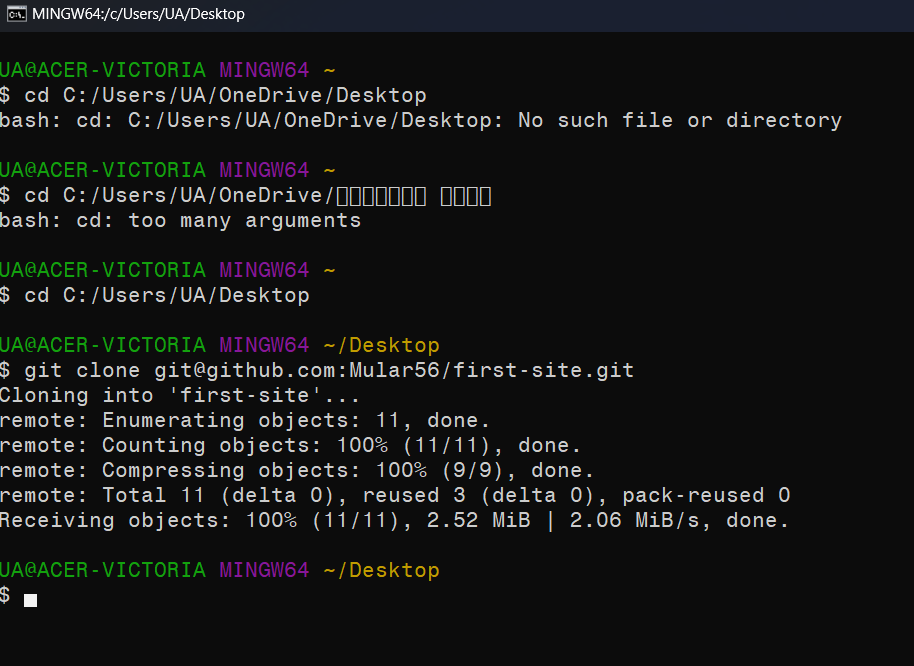 MINGW64:/c/Users/UA/Desktop
UA@ACER-VICTORIA MINGW64 ~
$ cd C:/Users/UA/OneDrive/Desktop
bash: cd: C:/Users/UA/OneDrive/Desktop: No such file or directory
UA@ACER-VICTORIA MINGW64 ~
$ cd C:/Users/UA/OneDrive/
bash: cd: too many arguments
UA@ACER-VICTORIA MINGW64 ~
$ cd C:/Users/UA/Desktop
UA@ACER-VICTORIA MINGW64 ~/Desktop
$ git clone git@github.com:Mular56/first-site.git
Cloning into 'first-site'...
remote: Enumerating objects: 11, done.
remote: Counting objects: 100% (11/11), done.
remote: Compressing objects: 100% (9/9), done.
remote: Total 11 (delta 0), reused 3 (delta 0), pack-reused 0
Receiving objects: 100% (11/11), 2.52 MiB | 2.06 MiB/s, done.
UA@ACER-VICTORIA MINGW64 ~/Desktop
$